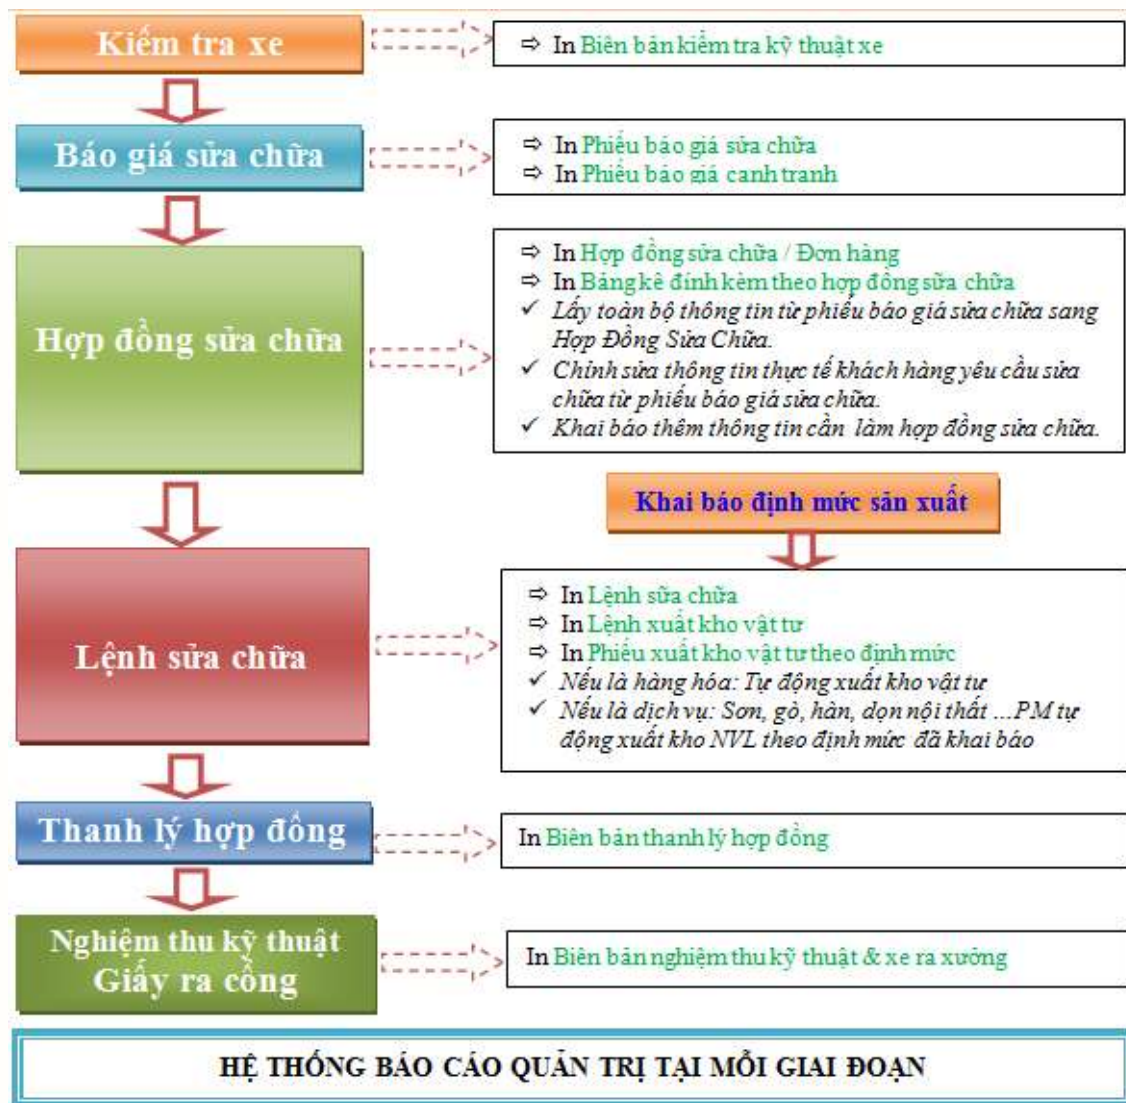 Kiểm tra xe
⇨ In Biên bản kiểm tra kỹ thuật xe
Báo giá sửa chữa
⇨ In Phiếu báo giá sửa chữa
⇨ In Phiếu báo giá cạnh tranh
Hợp đồng sửa chữa
⇨ In Hợp đồng sửa chữa / Đơn hàng
⇨ In Bảng kê đính kèm theo hợp đồng sữa chữa
✓ Lấy toàn bộ thông tin từ phiếu báo giá sửa chữa sang
Hợp Đồng Sửa Chữa.
✓ Chỉnh sửa thông tin thực tế khách hàng yêu cầu sửa
chữa từ phiếu báo giá sửa chữa.
✓ Khai báo thêm thông tin cần làm hợp đồng sửa chữa.
Khai báo định mức sản xuất
Lệnh sửa chữa
⇨ In Lệnh sữa chữa
⇨ In Lệnh xuất kho vật tư
⇨ In Phiếu xuất kho vật tư theo định mức
✓ Nếu là hàng hóa: Tự động xuất kho vật tư
✓ Nếu là dịch vụ: Sơn, gò, hàn, dọn nội thất ...PM tự
động xuất kho NVL theo định mức đã khai báo
Thanh lý hợp đồng
In Biên bản thanh lý hợp đồng
Nghiệm thu kỹ thuật
Giấy ra cổng
In Biên bản nghiệm thu kỹ thuật & xe ra xưởng
HỆ THỐNG BÁO CÁO QUẢN TRỊ TẠI MỖI GIAI ĐOẠN